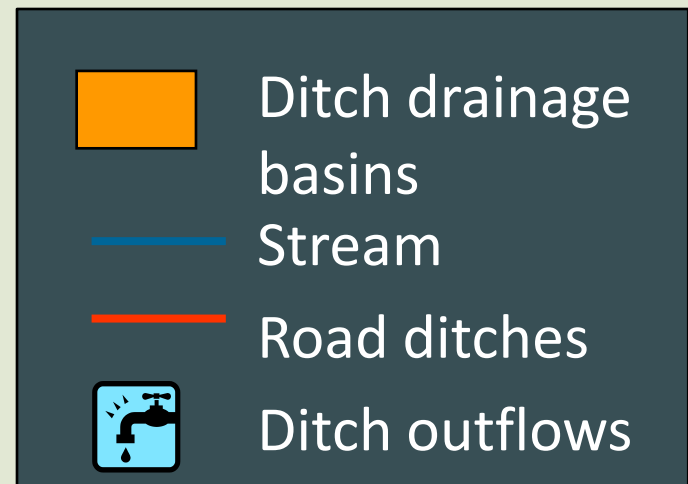 Ditch drainage
basins
Stream
Road ditches
Ditch outflows